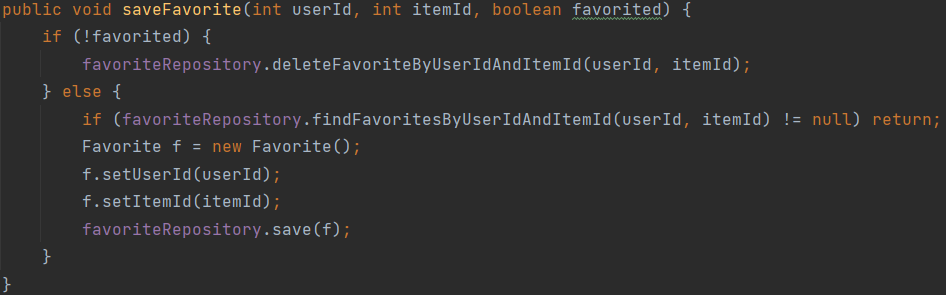 public void saveFavorite(int userId, int itemId, boolean favorited) {
    if (!favorited) {
        favoriteRepository.deleteFavoriteByUserIdAndItemId(userId, itemId);
    } else {
        if (favoriteRepository.findFavoritesByUserIdAndItemId(userId, itemId) != null) return;
        Favorite f = new Favorite();
        f.setUserId(userId);
        f.setItemId(itemId);
        favoriteRepository.save(f);
    }
}